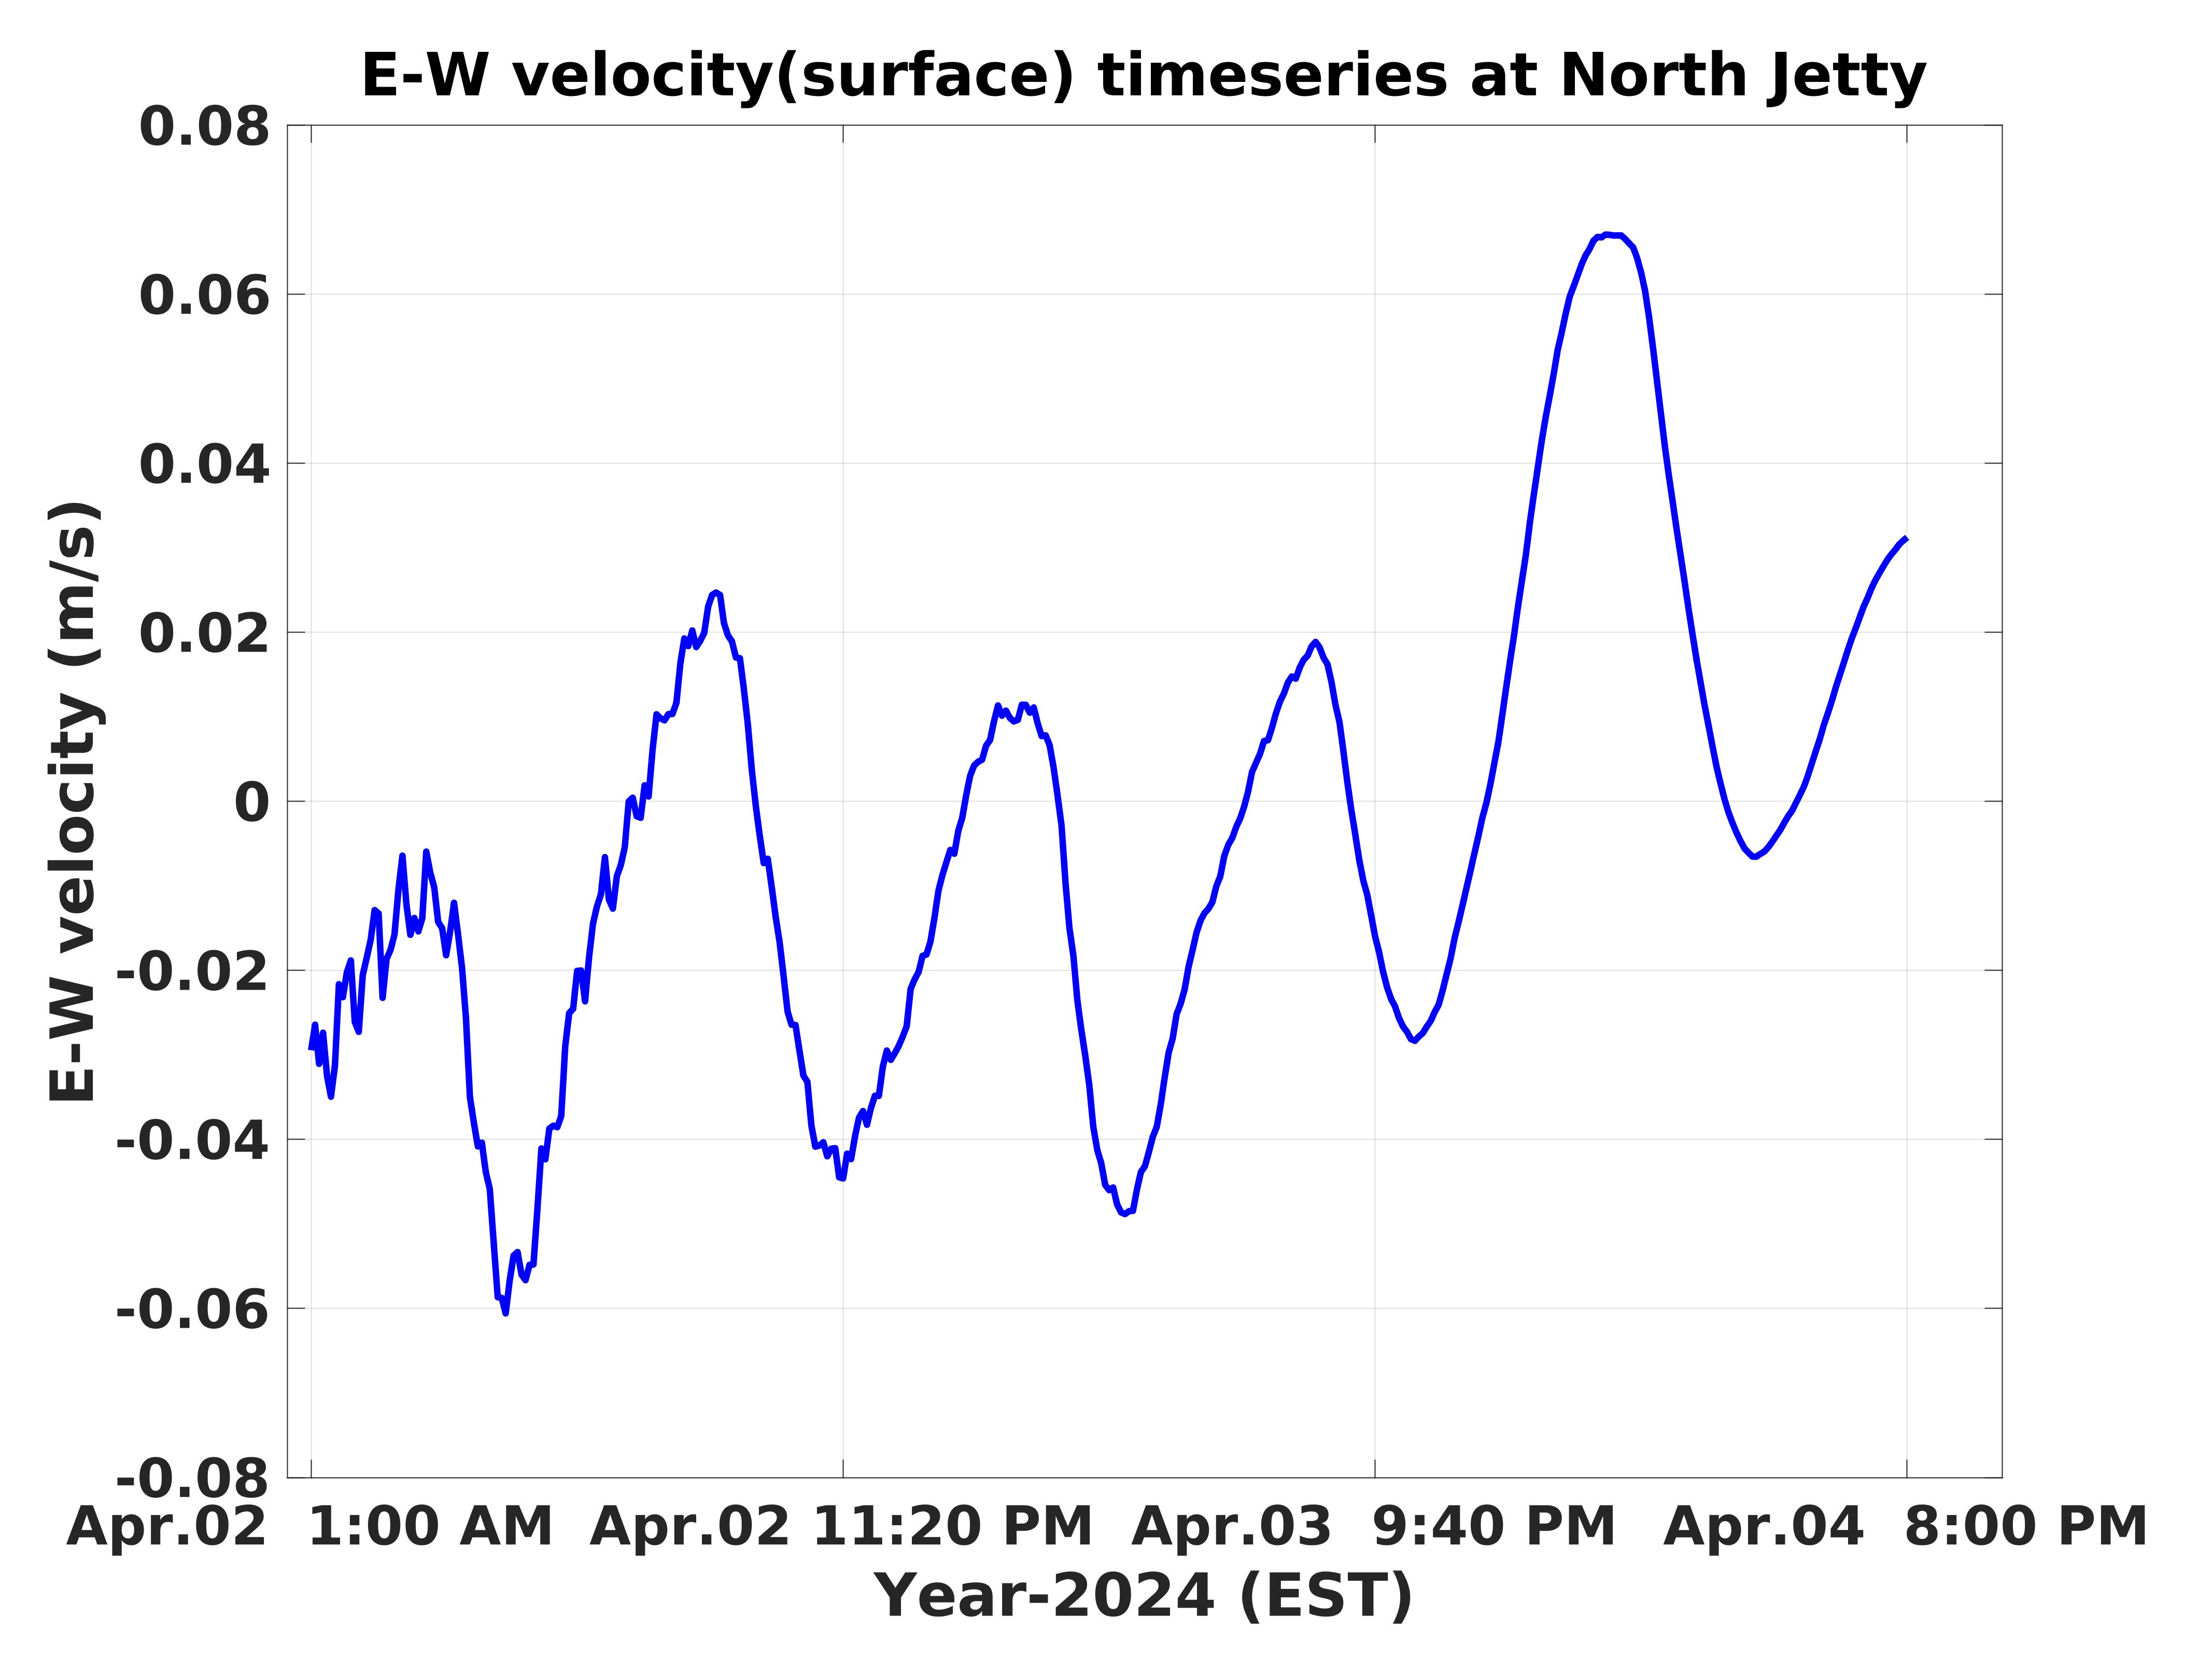 E-W velocity(surface) timeseries at North Jetty
0.08
0.06
0.04
0.02
0
-0.02
-0.04
-0.06
-0.08
E-W velocity (m/s)
Apr.02 1:00 AM Apr.02 11:20 PM Apr.03 9:40 PM Apr.04 8:00 PM
Year-2024 (EST)